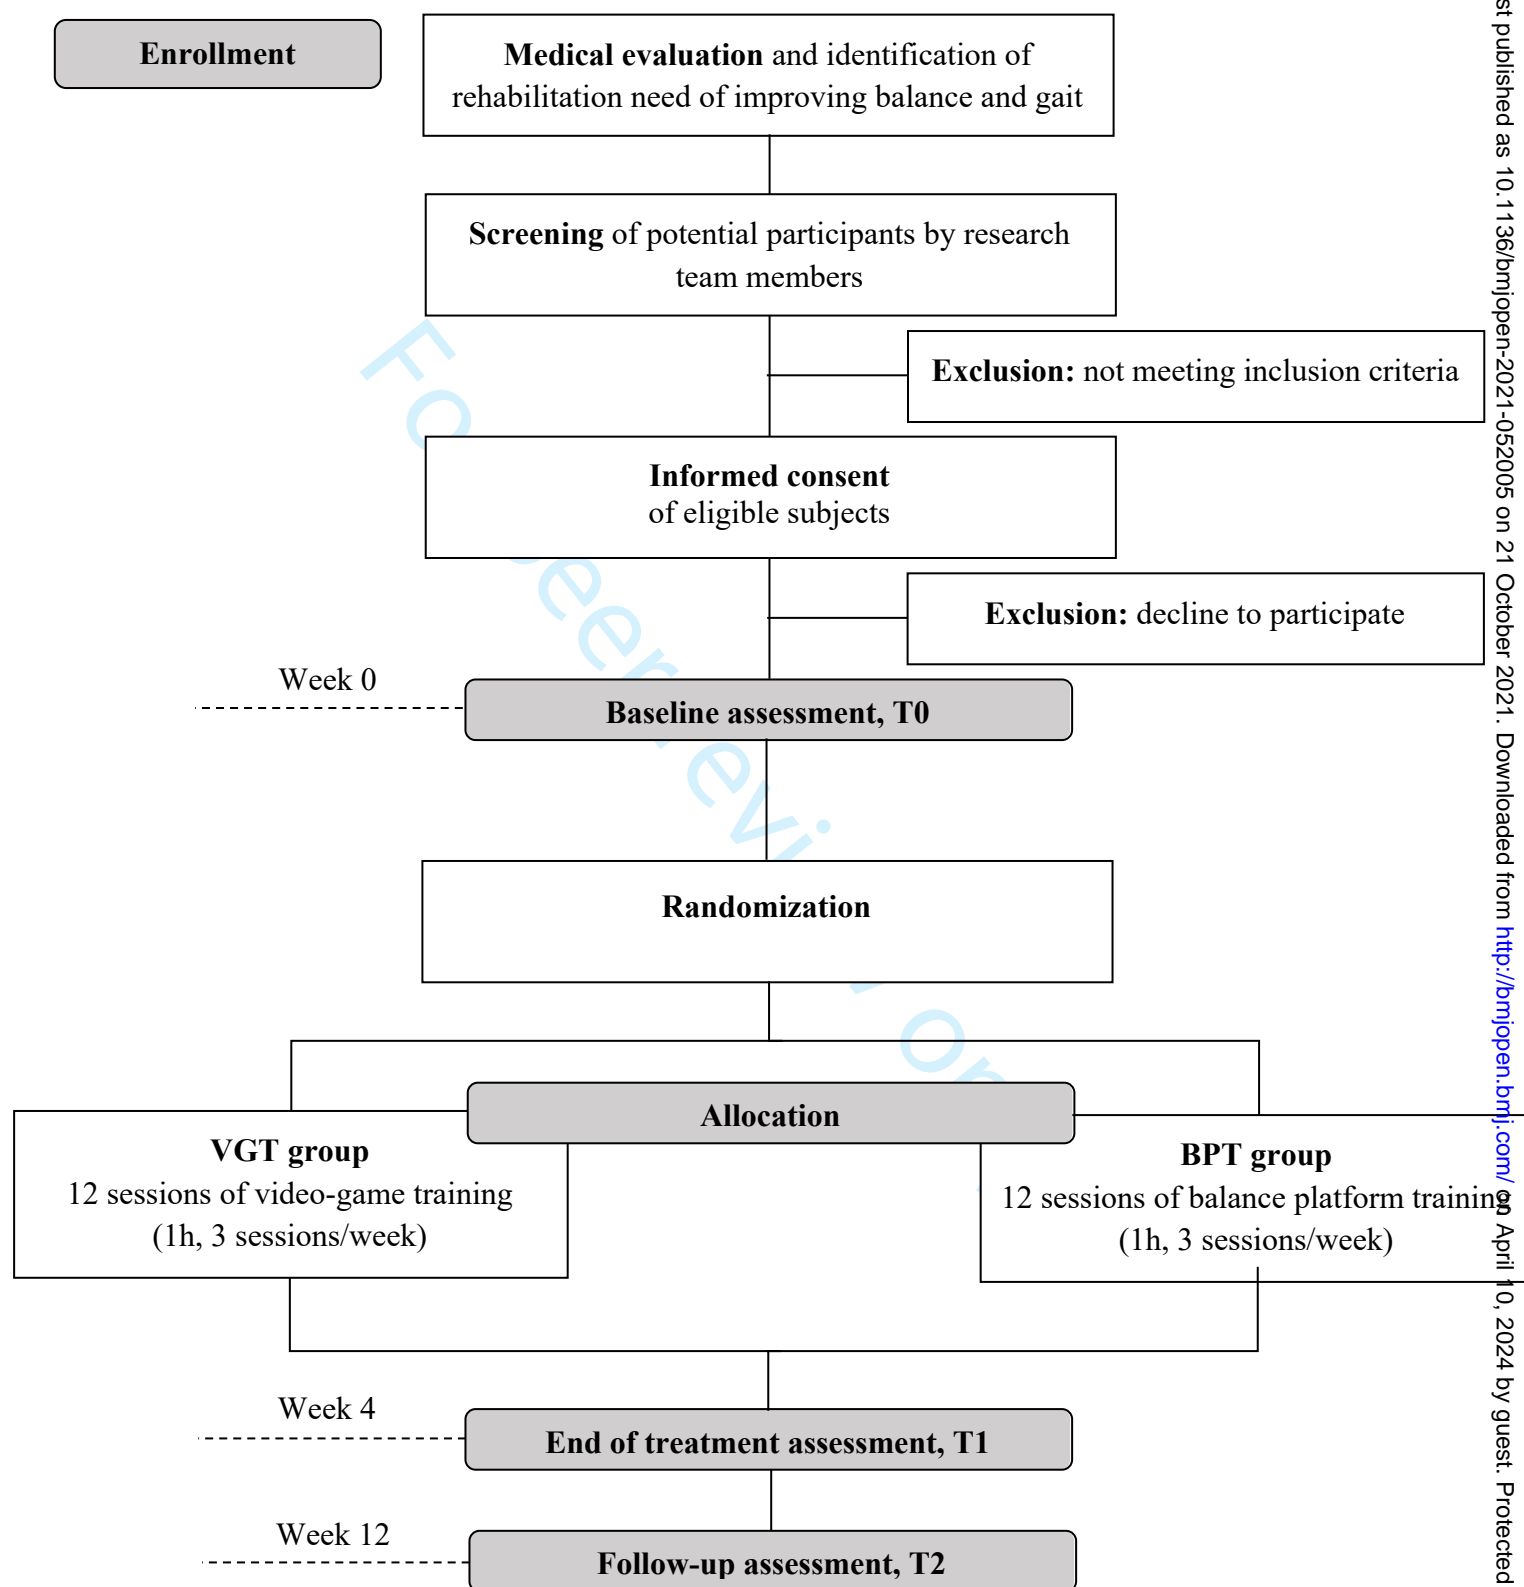 Enrollment
Medical evaluation and identification of
rehabilitation need of improving balance and gait
Screening of potential participants by research
team members
Exclusion: not meeting inclusion criteria
Informed consent
of eligible subjects
Exclusion: decline to participate
Week 0
Baseline assessment, T0
Randomization
Allocation
VGT group
12 sessions of video-game training
(1h, 3 sessions/week)
BPT group
12 sessions of balance platform training
(1h, 3 sessions/week)
Week 4
End of treatment assessment, T1
Week 12
Follow-up assessment, T2
st published as 10.1136/bmjopen-2021-052005 on 21 October 2021. Downloaded from http://bmjopen.bmj.com/ on April 10, 2024 by guest. Protected